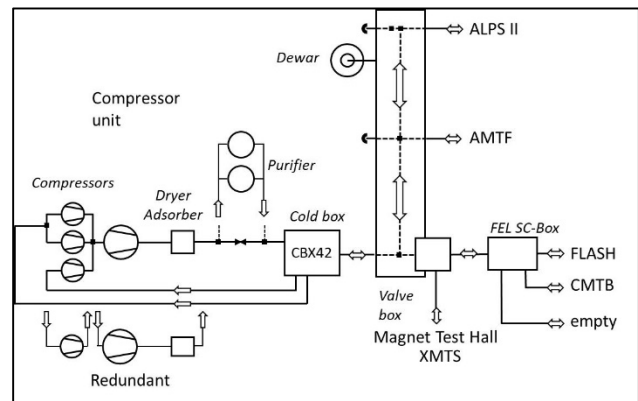 ALPS II
Dewar
Compressor
unit
AMTF
Purifier
Compressors
Dryer
Adsorber
Cold box
CBX42
FEL SC-Box
FLASH
CMTB
empty
Valve
box
Magnet Test Hall
XMTS
Redundant